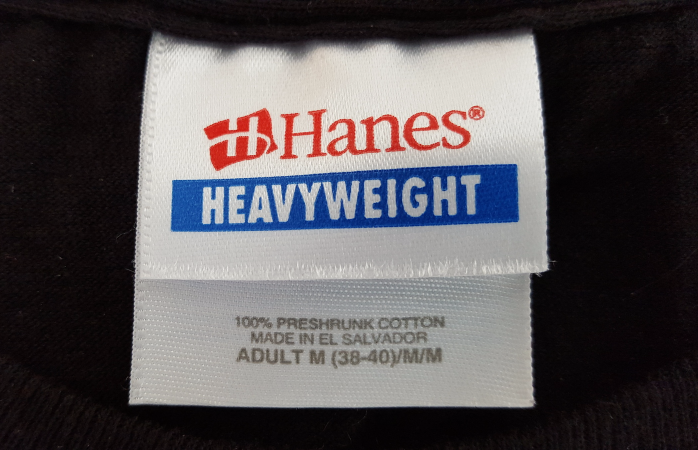 Hanes®
HEAVYWEIGHT
100% PRESHRUNK COTTON
MADE IN EL SALVADOR
ADULT M (38-40)/M/M